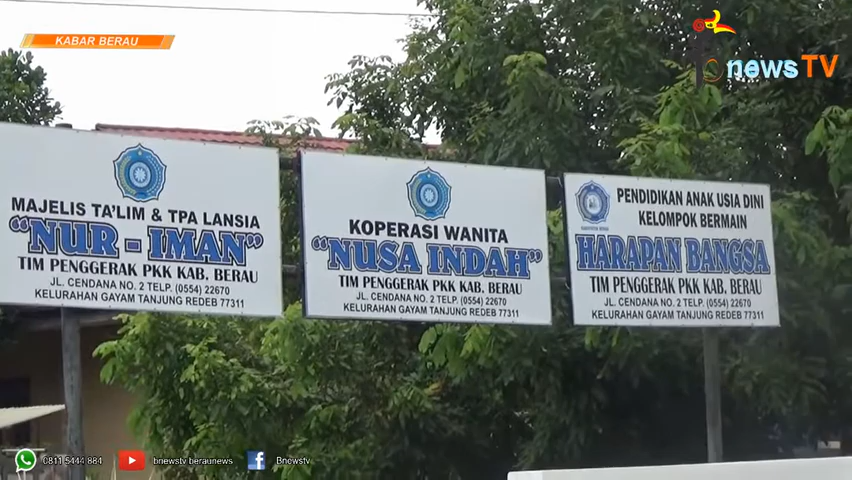 KABAR BERAU
bnewsTV
MAJELIS TA'LIM & TPA LANSIA
"NUR - IMAN"
TIM PENGGERAK PKK KAB. BERAU
JL. CENDANA NO. 2 TELP. (0554) 22670
KELURAHAN GAYAM TANJUNG REDEB 77311
KOPERASI WANITA
"NUSA INDAH"
TIM PENGGERAK PKK KAB. BERAU
JL. CENDANA NO. 2 TELP. (0554) 22670
KELURAHAN GAYAM TANJUNG REDEB 77311
PENDIDIKAN ANAK USIA DINI
KELOMPOK BERMAIN
HARAPAN BANGSA
TIM PENGGERAK PKK KAB. BERAU
JL. CENDANA NO. 2 TELP. (0554) 22670
KELURAHAN GAYAM TANJUNG REDEB 77311
0811 5444 884
bnewstv beraunews
Bnewstv